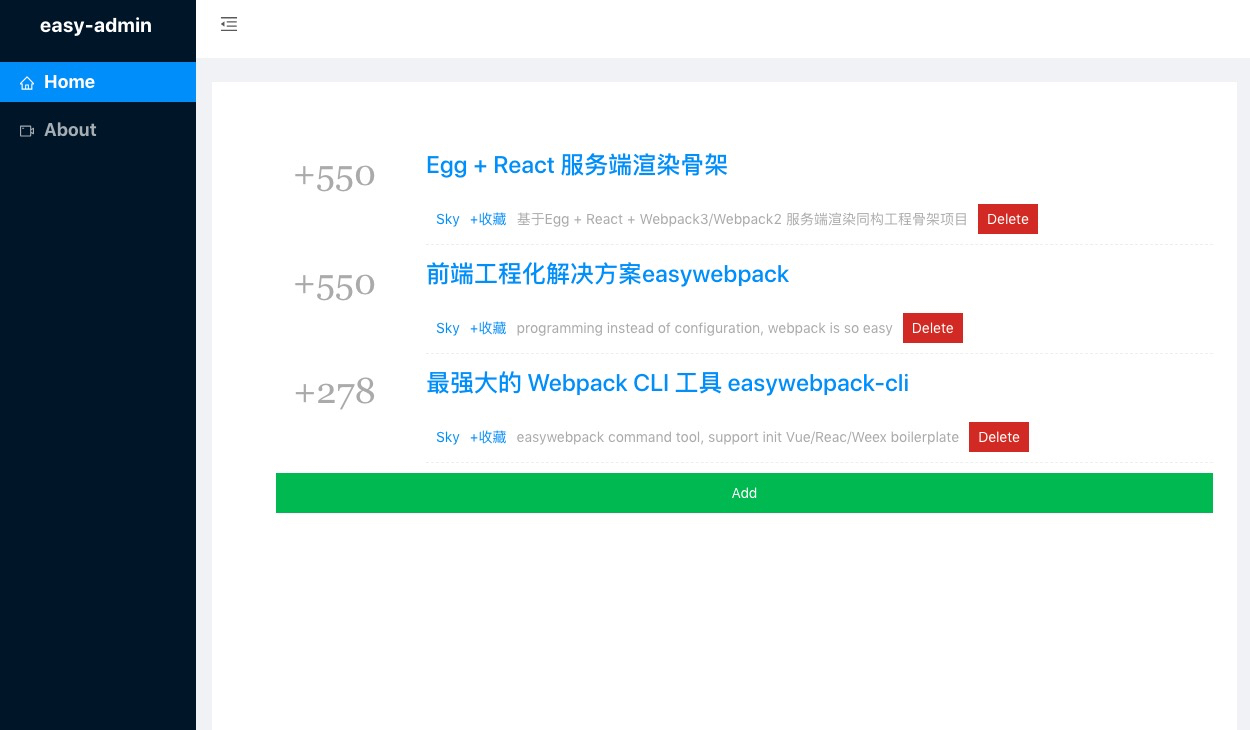 easy-admin
Home
About
+550
Egg + React 服务端渲染骨架
Sky +收藏 基于Egg + React + Webpack3/Webpack2 服务端渲染同构工程骨架项目 Delete
+550
前端工程化解决方案easywebpack
Sky +收藏 programming instead of configuration, webpack is so easy Delete
+278
最强大的 Webpack CLI 工具 easywebpack-cli
Sky +收藏 easywebpack command tool, support init Vue/Reac/Weex boilerplate Delete
Add